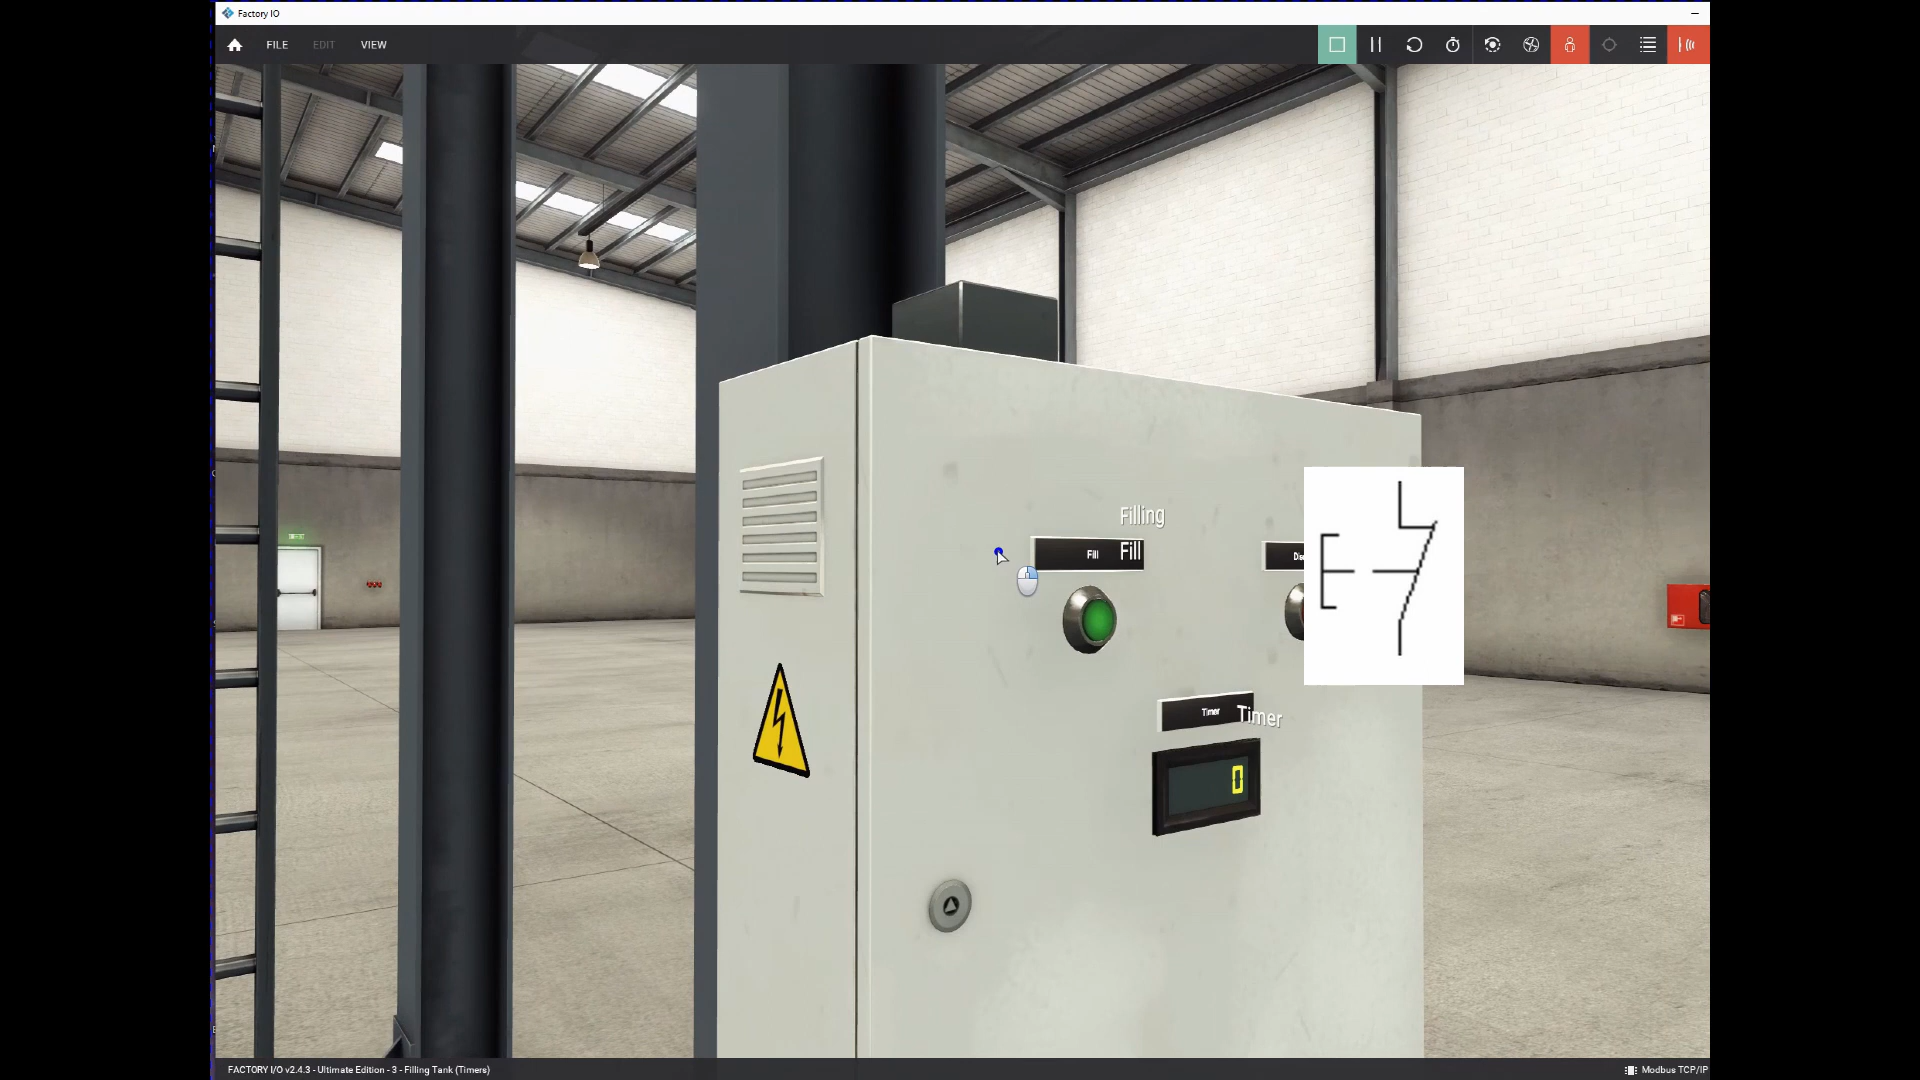 Factory IO
FILE EDIT VIEW
Filling
Fill Fill
Timer Timer
0
FACTORY I/O v2.4.3 - Ultimate Edition - 3 - Filling Tank (Timers)
Modbus TCP/IP